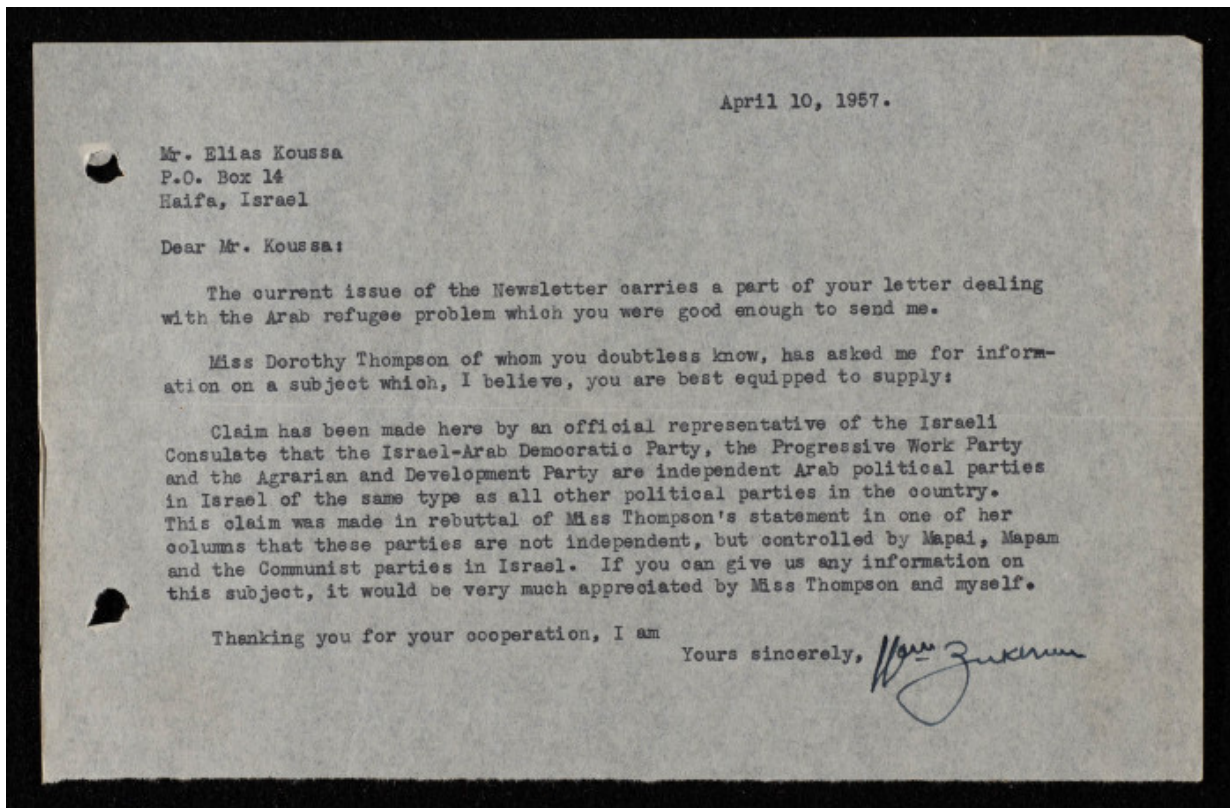 April 10, 1957.
Mr. Elias Koussa
P.O. Box 14
Haifa, Israel
Dear Mr. Koussa:
The current issue of the Newsletter carries a part of your letter dealing
with the Arab refugee problem which you were good enough to send me.
Miss Dorothy Thompson of whom you doubtless know, has asked me for inform-
ation on a subject which, I believe, you are best equipped to supply:
Claim has been made here by an official representative of the Israeli
Consulate that the Israel-Arab Democratic Party, the Progressive Work Party
and the Agrarian and Development Party are independent Arab political parties
in Israel of the same type as all other political parties in the country.
This claim was made in rebuttal of Miss Thompson's statement in one of her
columns that these parties are not independent, but controlled by Mapai, Mapam
and the Communist parties in Israel. If you can give us any information on
this subject, it would be very much appreciated by Miss Thompson and myself.
Thanking you for your cooperation, I am
Yours sincerely, Wm Zukerman